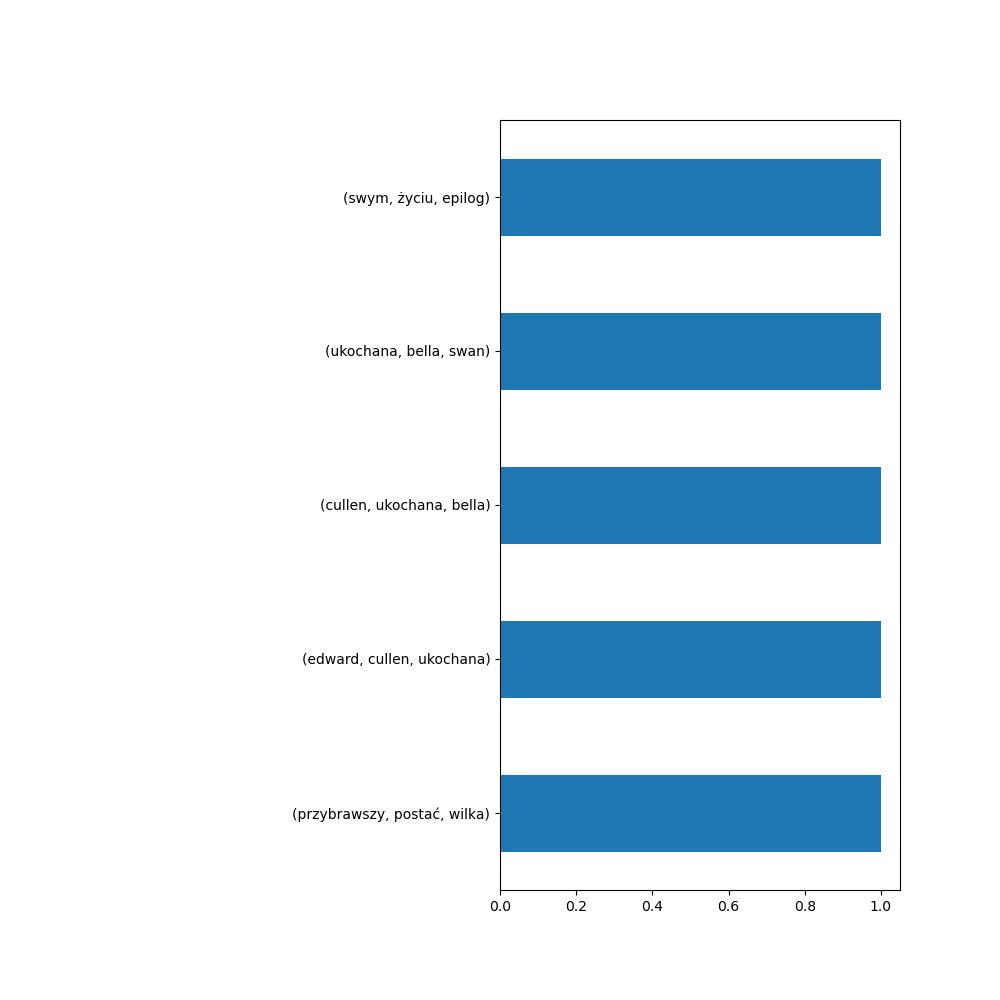 (swym, życiu, epilog)
(ukochana, bella, swan)
(cullen, ukochana, bella)
(edward, cullen, ukochana)
(przybrawszy, postać, wilka)
0.0 0.2 0.4 0.6 0.8 1.0